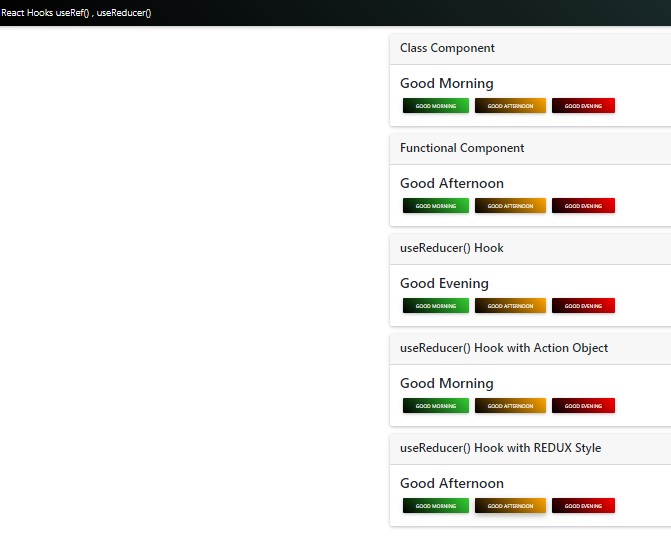 React Hooks useRef() , useReducer()
Class Component
Good Morning
GOOD MORNING GOOD AFTERNOON GOOD EVENING
Functional Component
Good Afternoon
GOOD MORNING GOOD AFTERNOON GOOD EVENING
useReducer() Hook
Good Evening
GOOD MORNING GOOD AFTERNOON GOOD EVENING
useReducer() Hook with Action Object
Good Morning
GOOD MORNING GOOD AFTERNOON GOOD EVENING
useReducer() Hook with REDUX Style
Good Afternoon
GOOD MORNING GOOD AFTERNOON GOOD EVENING